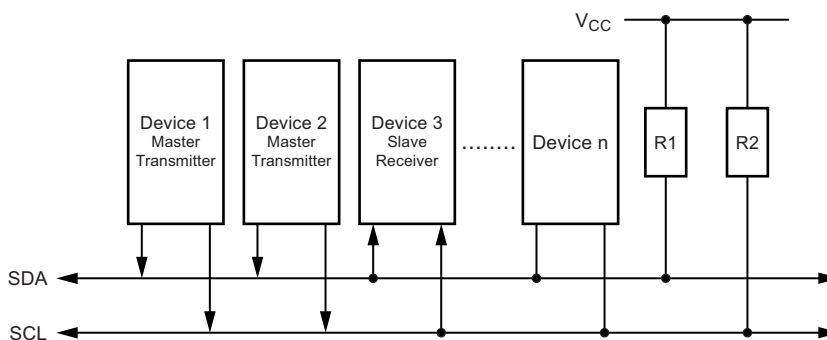 V_CC
Device 1
Master
Transmitter
Device 2
Master
Transmitter
Device 3
Slave
Receiver
........
Device n
R1
R2
SDA
SCL